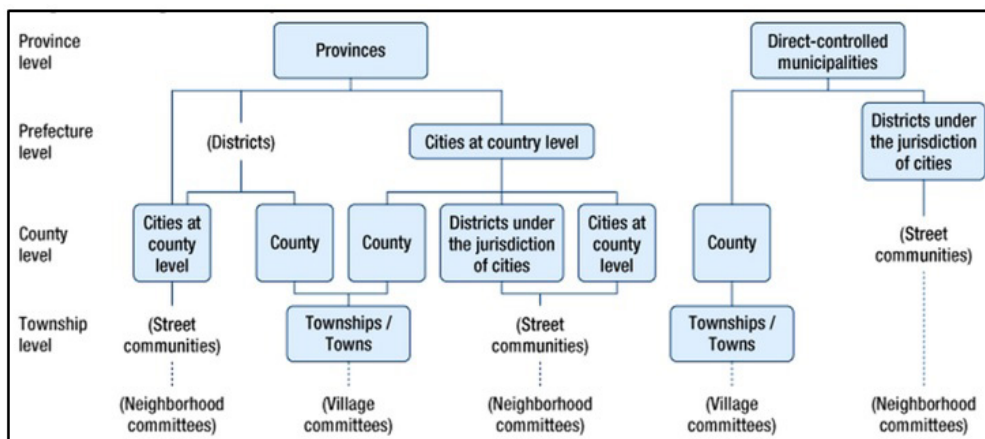 Province
level
Provinces
Direct-controlled
municipalities
Prefecture
level
(Districts)
Cities at country level
Districts under
the jurisdiction
of cities
County
level
Cities at
county
level
County
County
Districts under
the jurisdiction
of cities
Cities at
county
level
County
(Street
communities)
Township
level
(Street
communities)
Townships /
Towns
(Street
communities)
Townships /
Towns
(Neighborhood
committees)
(Village
committees)
(Neighborhood
committees)
(Village
committees)
(Neighborhood
committees)